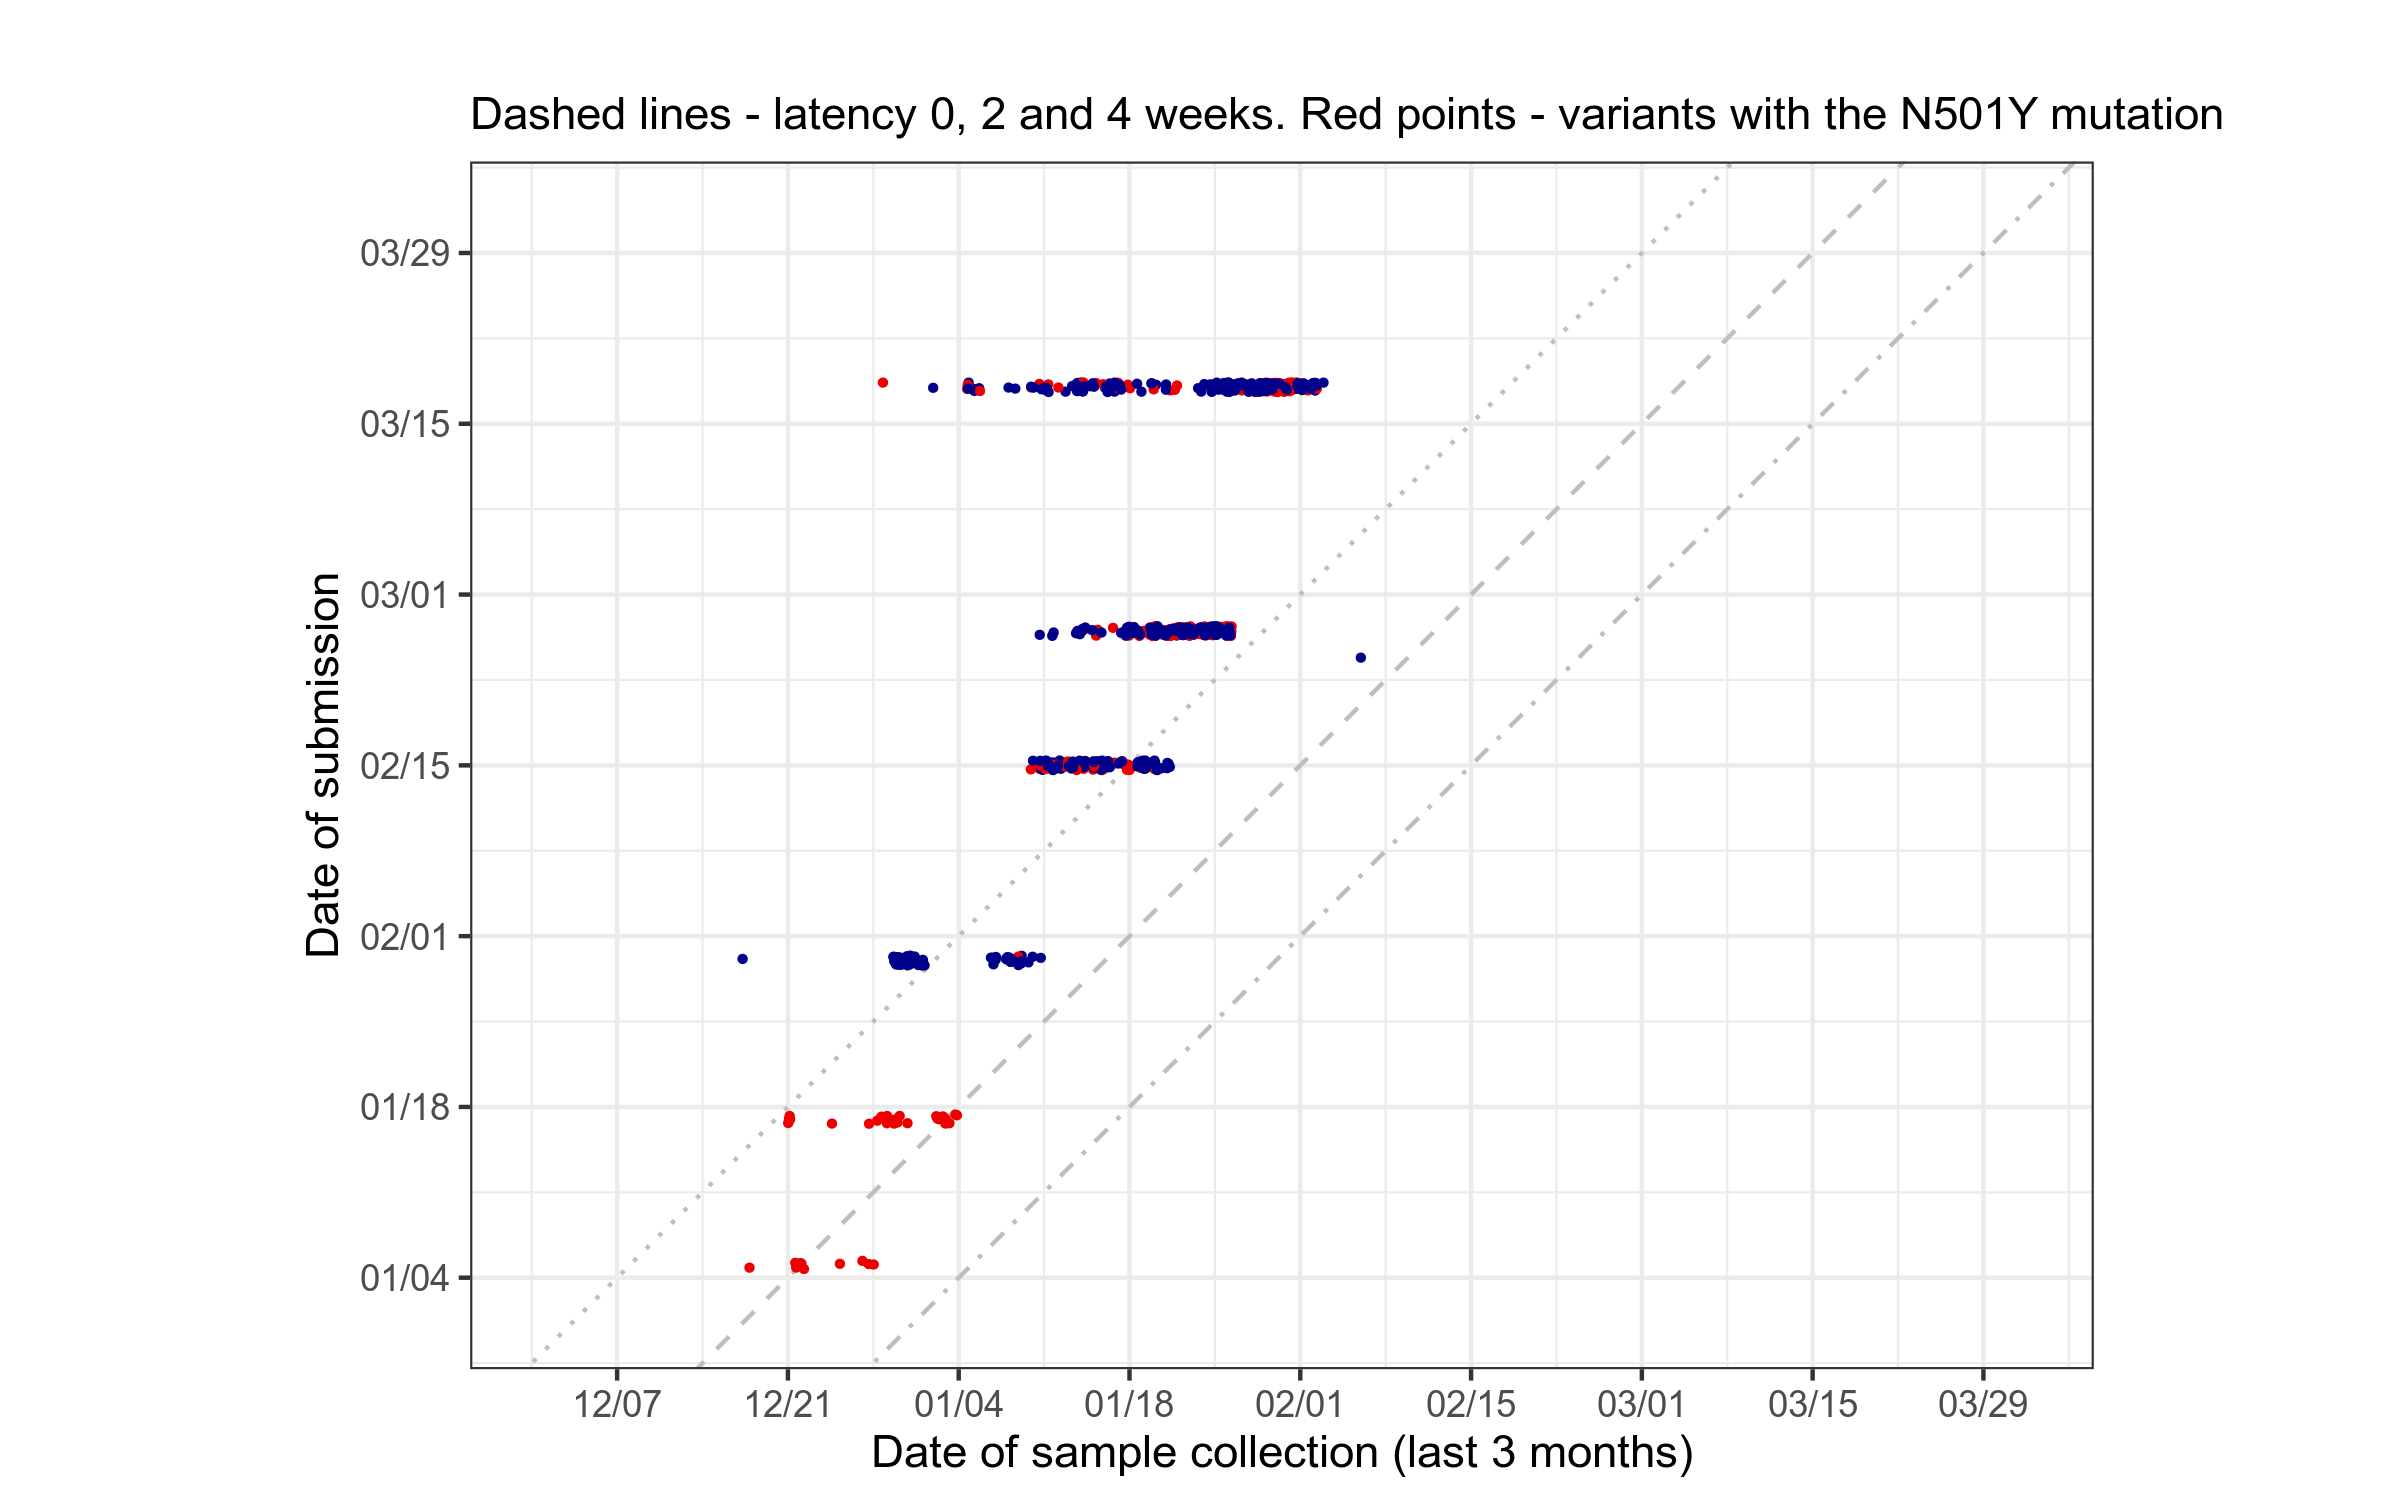 Dashed lines - latency 0, 2 and 4 weeks. Red points - variants with the N501Y mutation
Date of submission
03/29
03/15
03/01
02/15
02/01
01/18
01/04
12/07 12/21 01/04 01/18 02/01 02/15 03/01 03/15 03/29
Date of sample collection (last 3 months)